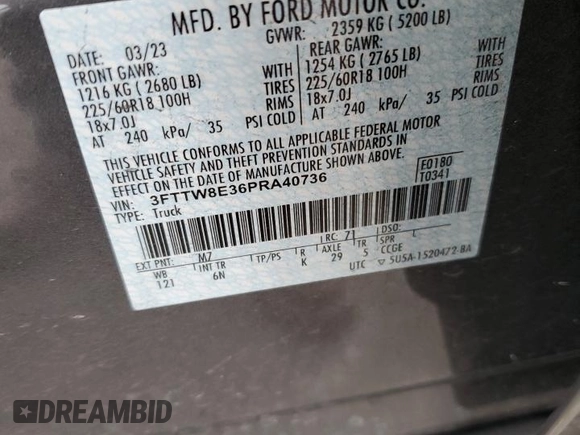 MFD. BY FORD MOTOR CO.
DATE: 03/23 GVWR: 2359 KG ( 5200 LB)
FRONT GAWR: REAR GAWR:
1216 KG ( 2680 LB) WITH 1254 KG ( 2765 LB) WITH
225/60R18 100H TIRES 225/60R18 100H TIRES
18x7.0J RIMS 18x7.0J RIMS
AT 240 kPa/ 35 PSI COLD AT 240 kPa/ 35 PSI COLD
THIS VEHICLE CONFORMS TO ALL APPLICABLE FEDERAL MOTOR
VEHICLE SAFETY AND THEFT PREVENTION STANDARDS IN
EFFECT ON THE DATE OF MANUFACTURE SHOWN ABOVE.
VIN: 3FTTW8E36PRA40736 F0180
TYPE: Truck T0341
EXT PNT: M7 RC: 71 DSO:
WB INT TR TP/PS R AXLE TR SPR L
121 6N K 29 5 CCGE
UTC ▽ 5U5A-1520472-BA
DREAMBID